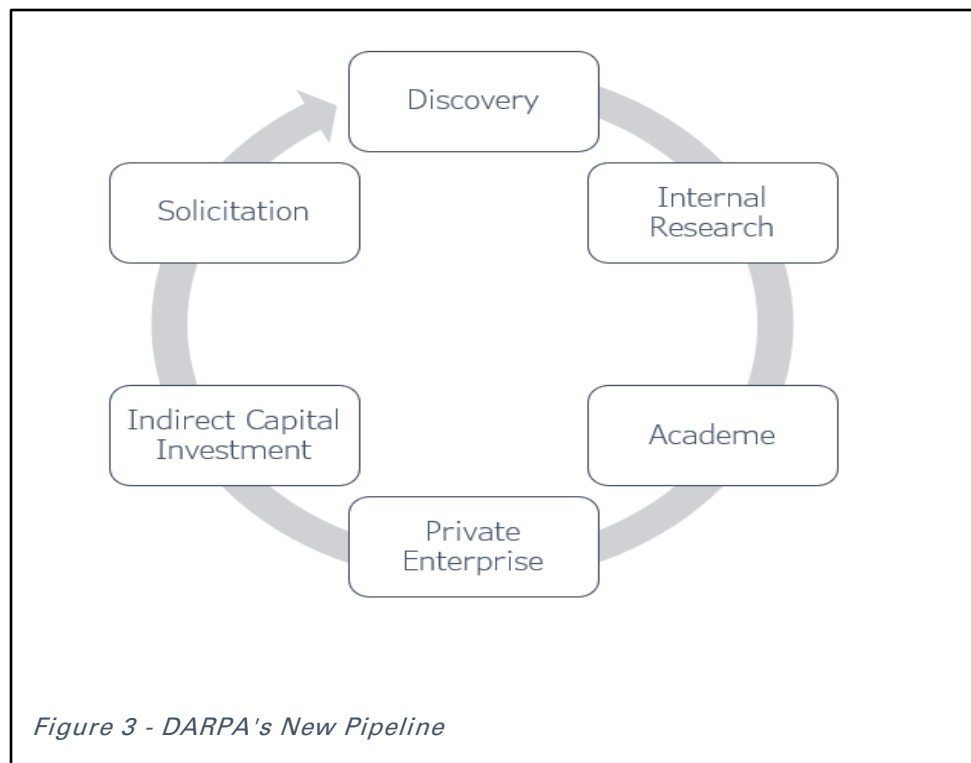 Discovery
Internal
Research
Academe
Private
Enterprise
Indirect Capital
Investment
Solicitation
Figure 3 - DARPA's New Pipeline